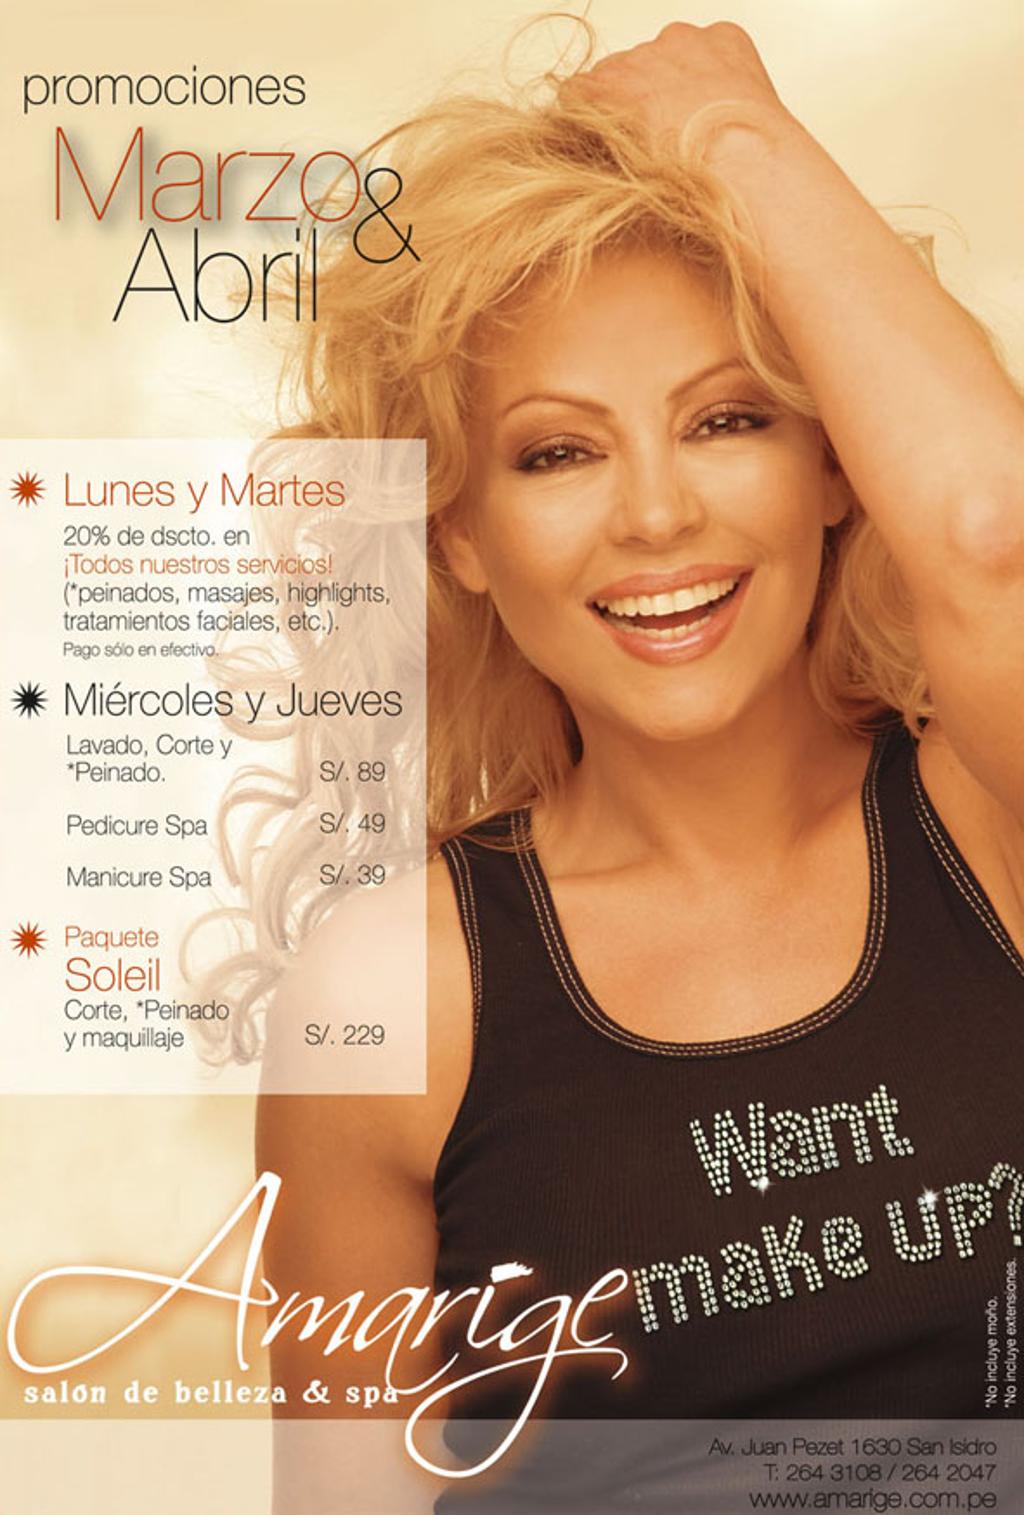 promociones
Marzo &
Abril
Lunes y Martes
20% de dscto. en
¡Todos nuestros servicios!
(*peinados, masajes, highlights,
tratamientos faciales, etc.).
Pago sólo en efectivo.
Miércoles y Jueves
Lavado, Corte y
*Peinado. S/. 89
Pedicure Spa S/. 49
Manicure Spa S/. 39
Paquete
Soleil
Corte, *Peinado
y maquillaje S/. 229
Want
make up?
Amarige
salón de belleza & spa
*No incluye moño.
*No incluye extensiones.
Av. Juan Pezet 1630 San Isidro
T: 264 3108 / 264 2047
www.amarige.com.pe